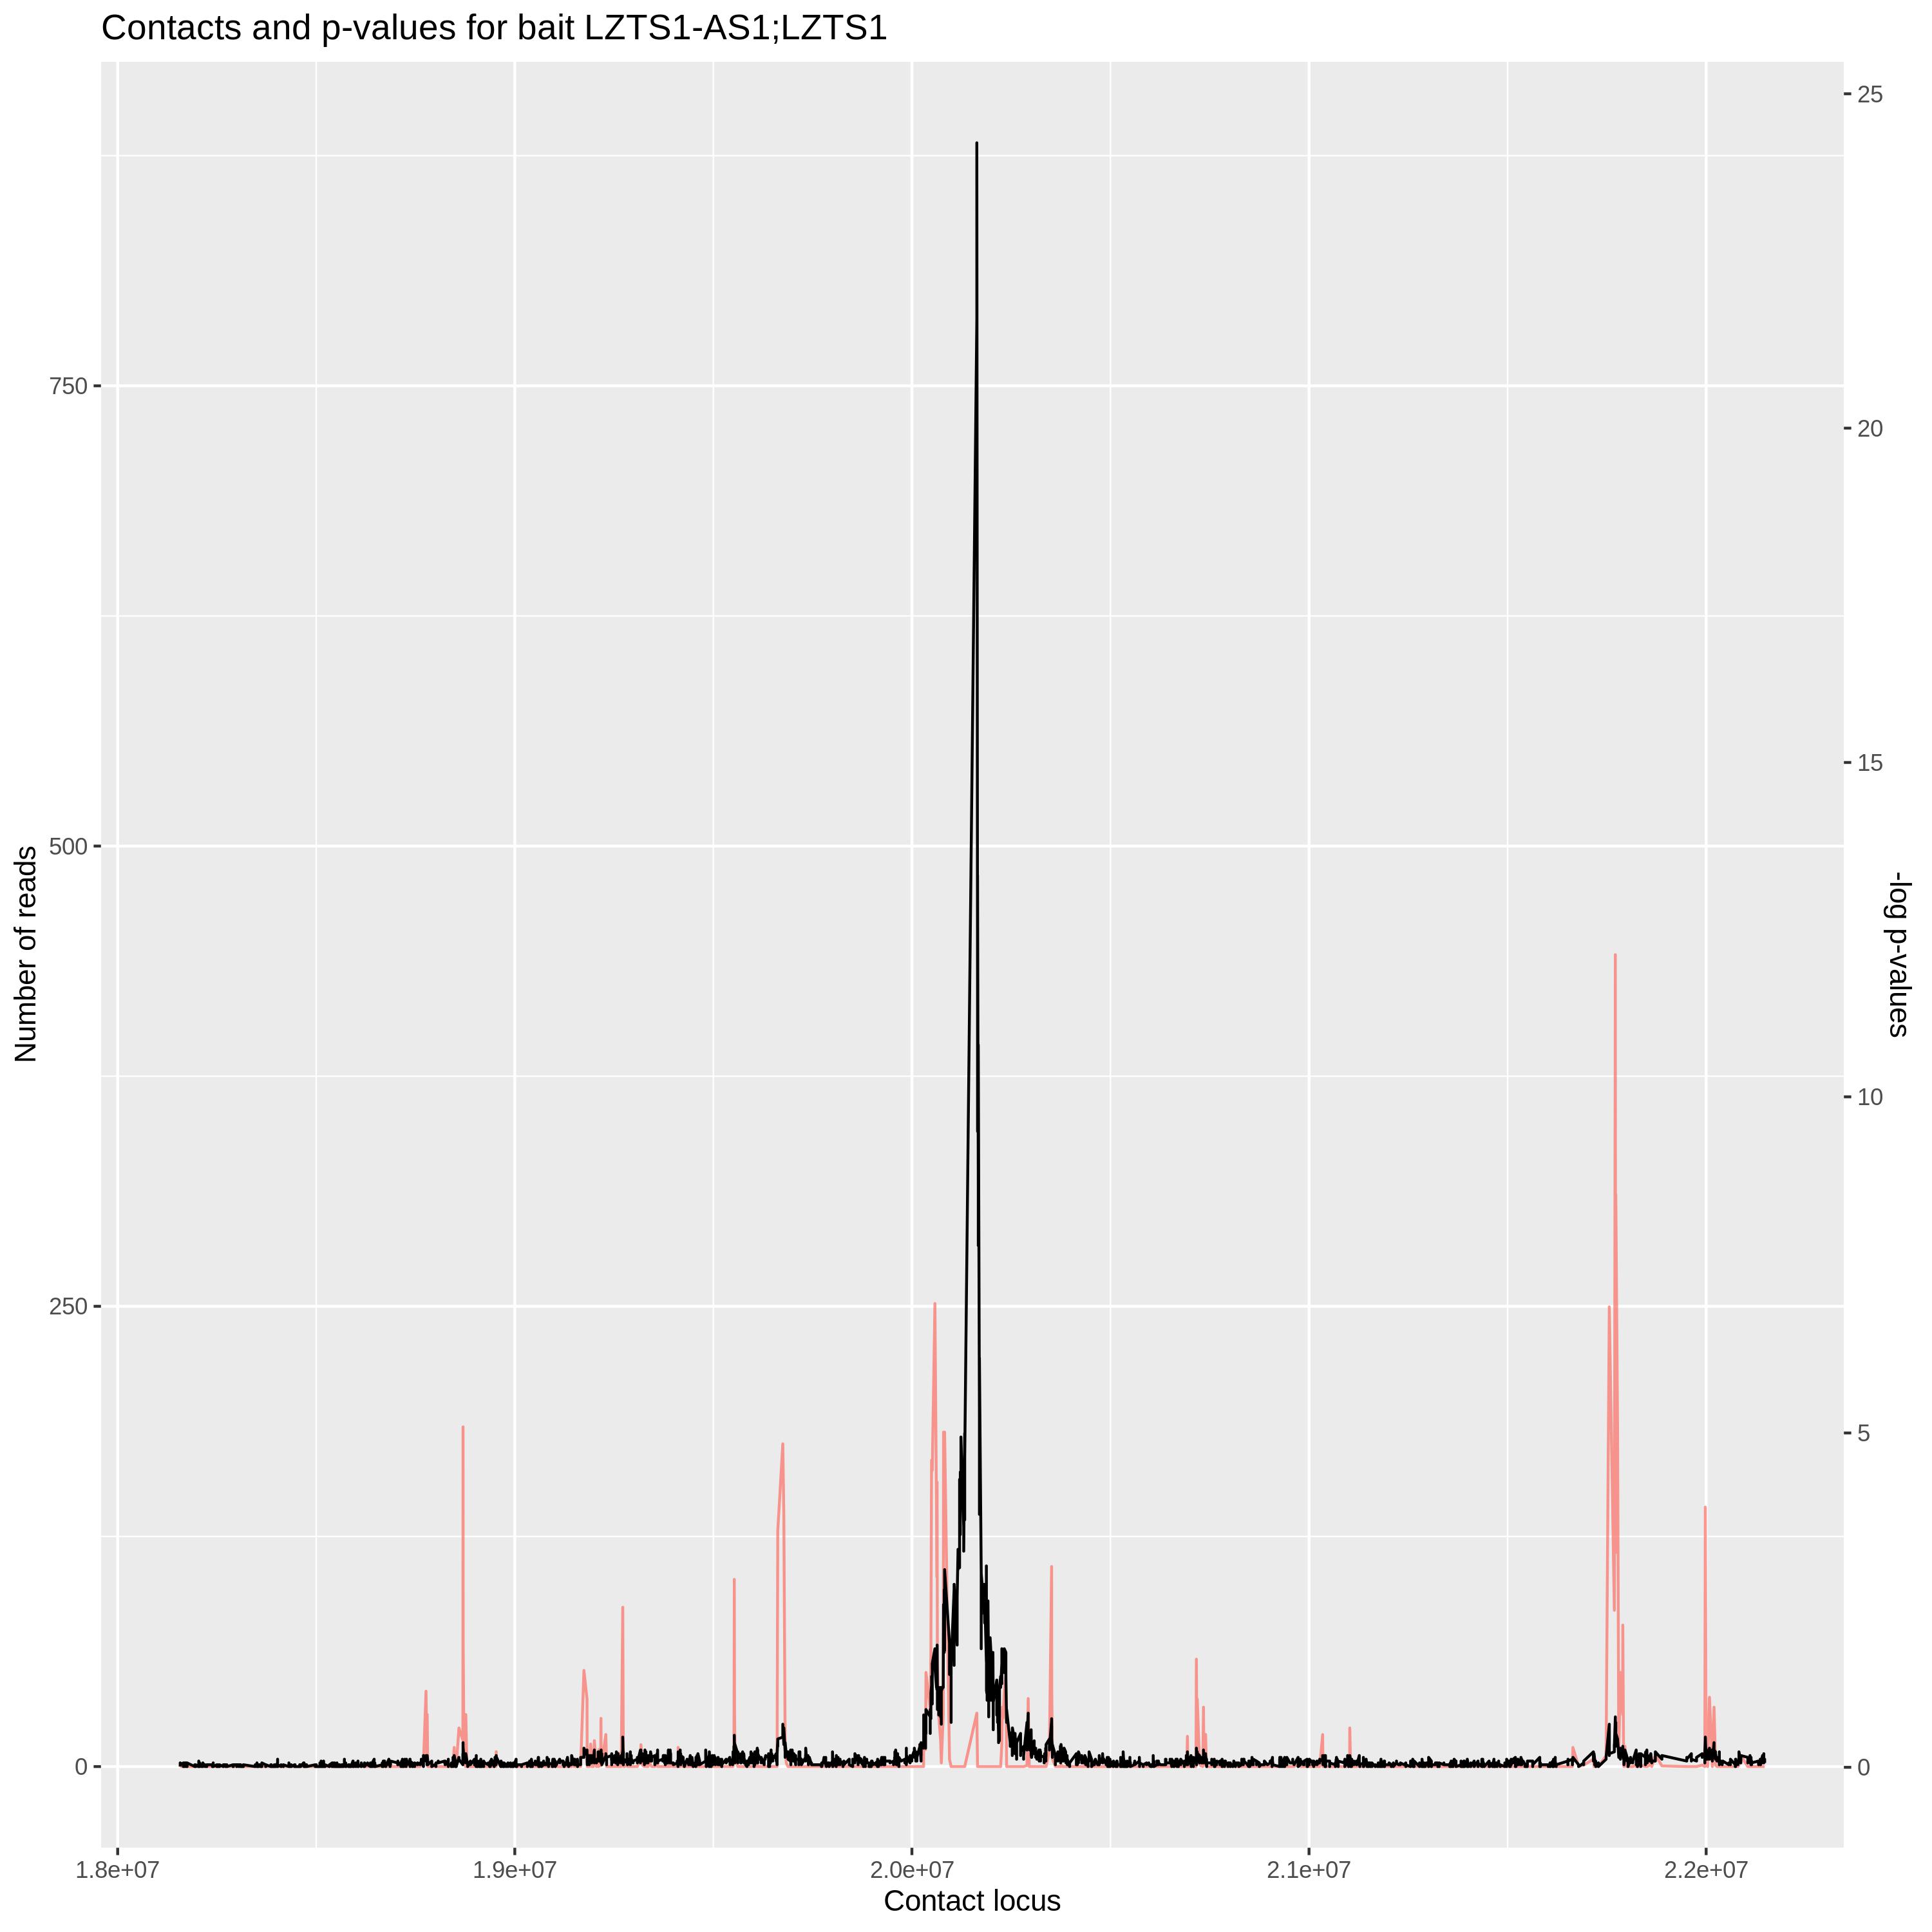 Contacts and p-values for bait LZTS1-AS1;LZTS1
25
750
20
15
500
Number of reads
-log p-values
10
250
5
0
0
1.8e+07
1.9e+07
2.0e+07
2.1e+07
2.2e+07
Contact locus